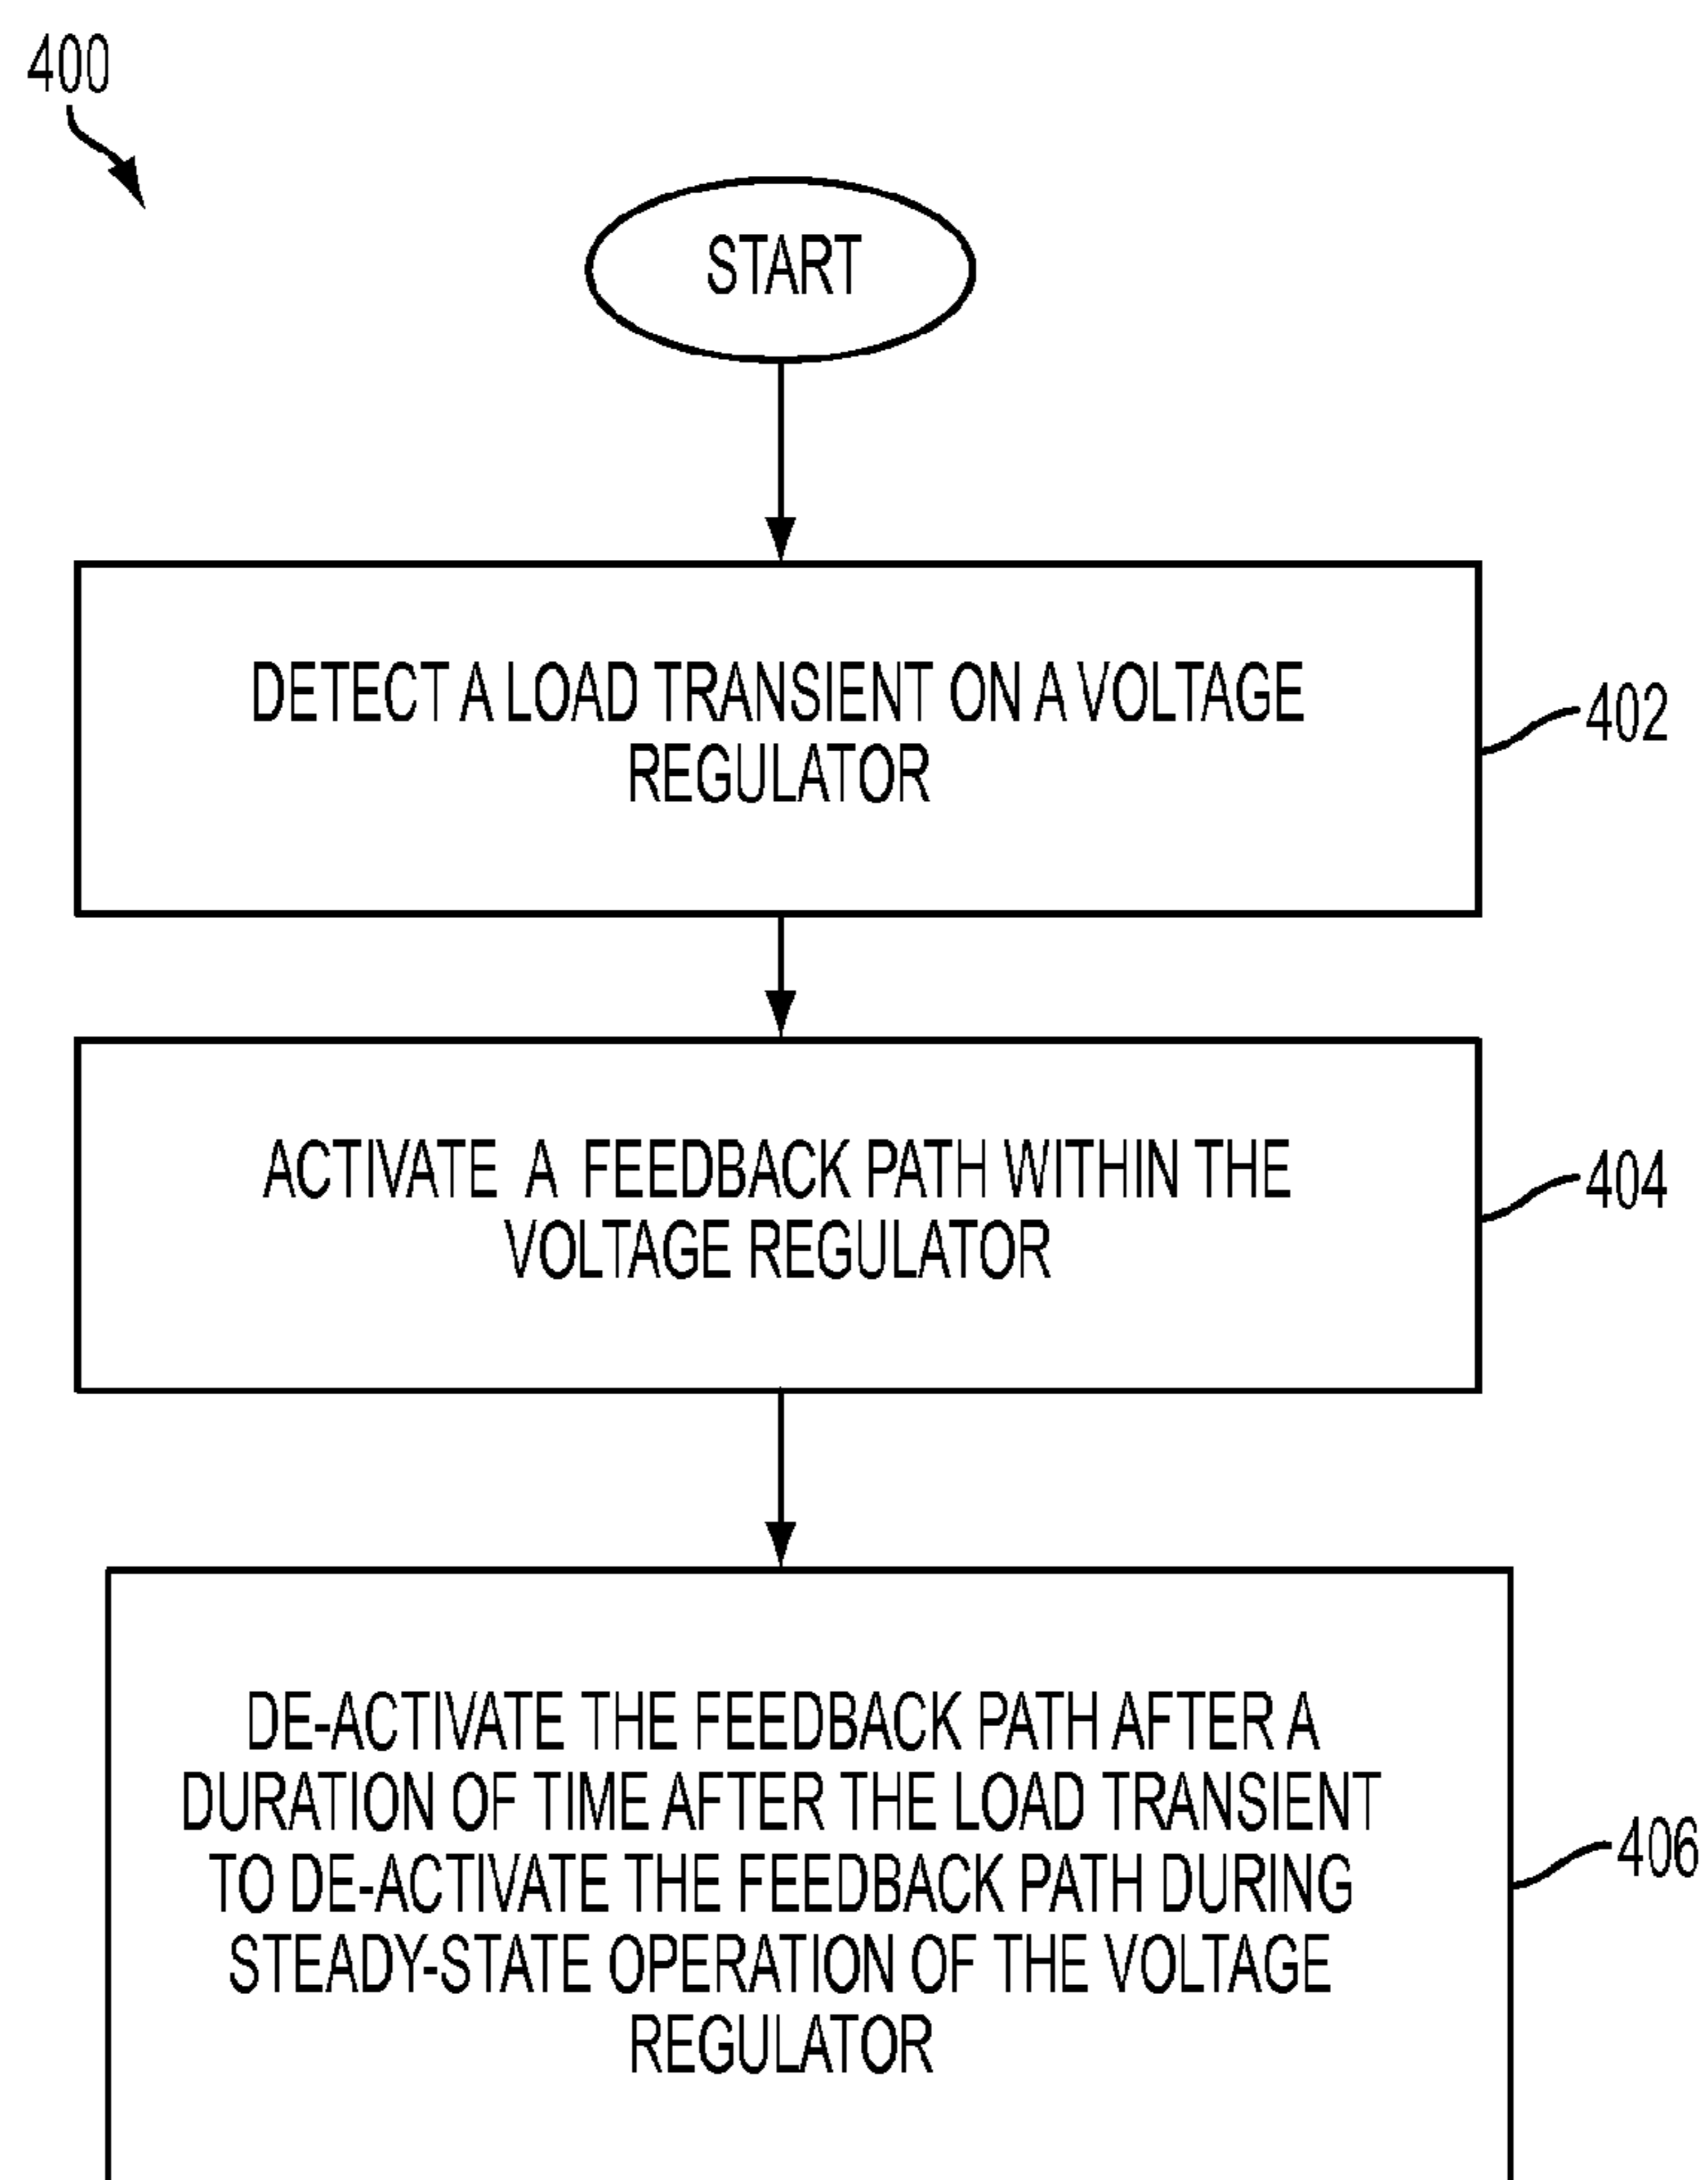 400
START
DETECT A LOAD TRANSIENT ON A VOLTAGE
REGULATOR
402
ACTIVATE A FEEDBACK PATH WITHIN THE
VOLTAGE REGULATOR
404
DE-ACTIVATE THE FEEDBACK PATH AFTER A
DURATION OF TIME AFTER THE LOAD TRANSIENT
TO DE-ACTIVATE THE FEEDBACK PATH DURING
STEADY-STATE OPERATION OF THE VOLTAGE
REGULATOR
406